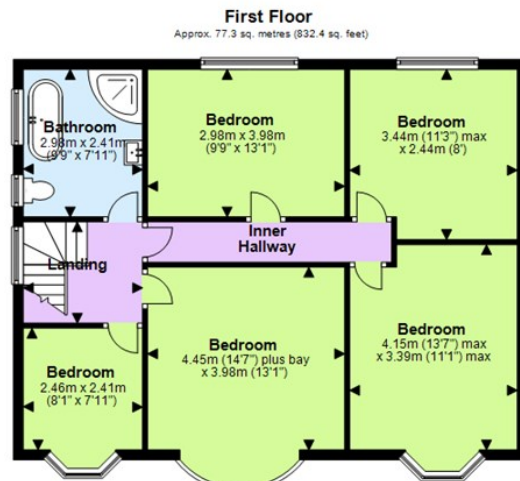 First Floor
Approx. 77.3 sq. metres (832.4 sq. feet)
Bathroom
2.98m x 2.41m
(9'9" x 7'11")
Bedroom
2.98m x 3.98m
(9'9" x 13'1")
Bedroom
3.44m (11'3") max
x 2.44m (8')
Inner
Hallway
Landing
Bedroom
2.46m x 2.41m
(8'1" x 7'11")
Bedroom
4.45m (14'7") plus bay
x 3.98m (13'1")
Bedroom
4.15m (13'7") max
x 3.39m (11'1") max